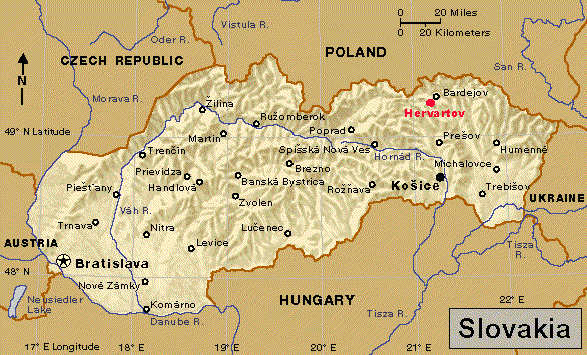 0 20 Miles
0 20 Kilometers
Vistula R.
Oder R.
POLAND
CZECH REPUBLIC
San R.
N
Morava R.
Bardejov
Žilina
Hervartov
Ružomberok
49° N Latitude
Martin
Poprad
Prešov
Spišská Nová Ves
Humenné
Trenčín
Hornád R.
Michalovce
Prievidza
Brezno
Handlová
Banská Bystrica
Rožňava
Košice
Piešťany
Trebišov
Zvolen
UKRAINE
Váh R.
Trnava
Nitra
Lučenec
AUSTRIA
Levice
Tisza
R.
Bratislava
48° N
Nové Zámky
Neusiedler
Lake
Komárno
HUNGARY
22° E
Danube R.
Tisza R.
Slovakia
17° E Longitude
18° E
19° E
20° E
21° E